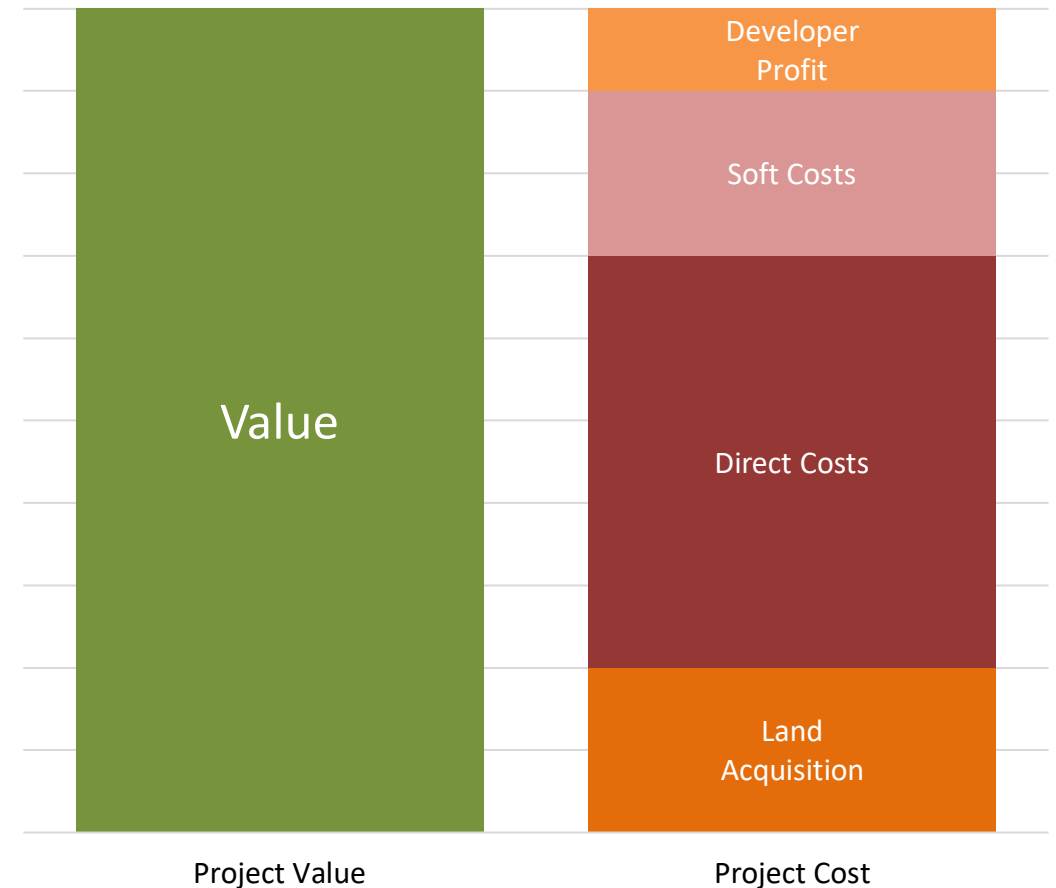 Developer
Profit
Soft Costs
Value
Direct Costs
Land
Acquisition
Project Value
Project Cost